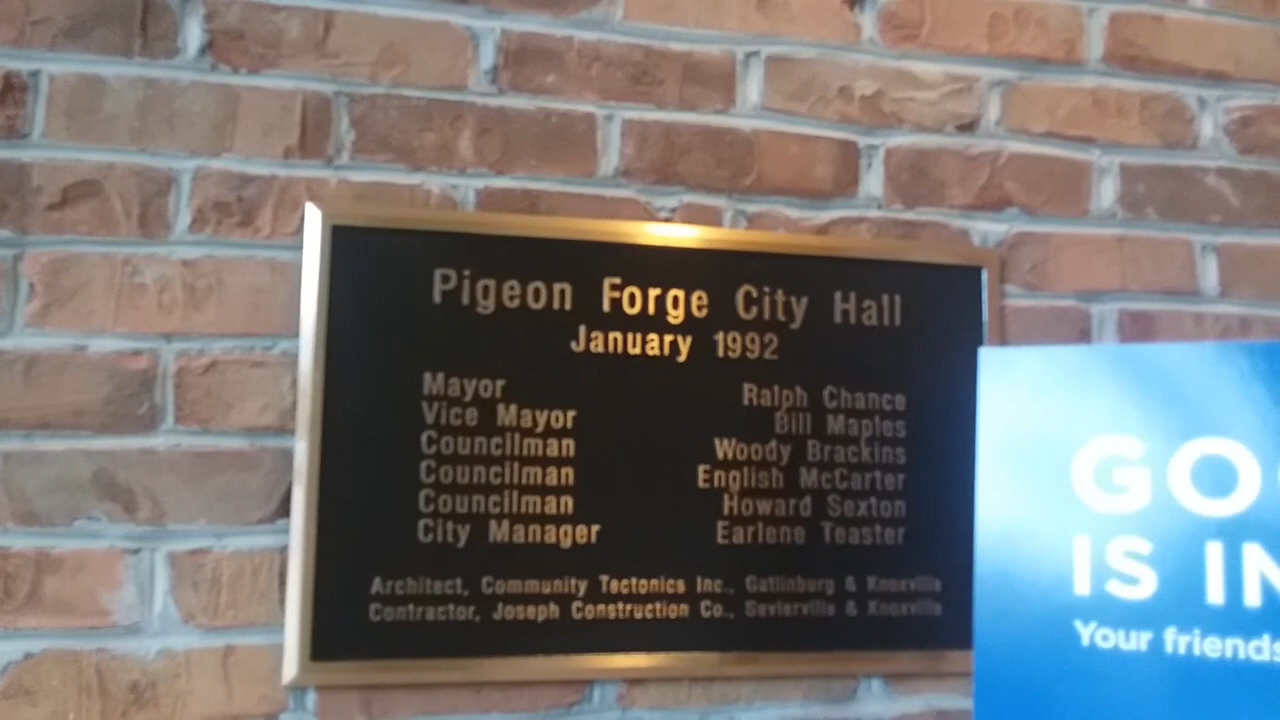 Pigeon Forge City Hall
January 1992
Mayor Ralph Chance
Vice Mayor Bill Maples
Councilman Woody Brackins
Councilman English McCarter
Councilman Howard Sexton
City Manager Earlene Teaster
Architect, Community Tectonics Inc., Gatlinburg & Knoxville
Contractor, Joseph Construction Co., Sevierville & Knoxville
GO
IS IN
Your friends